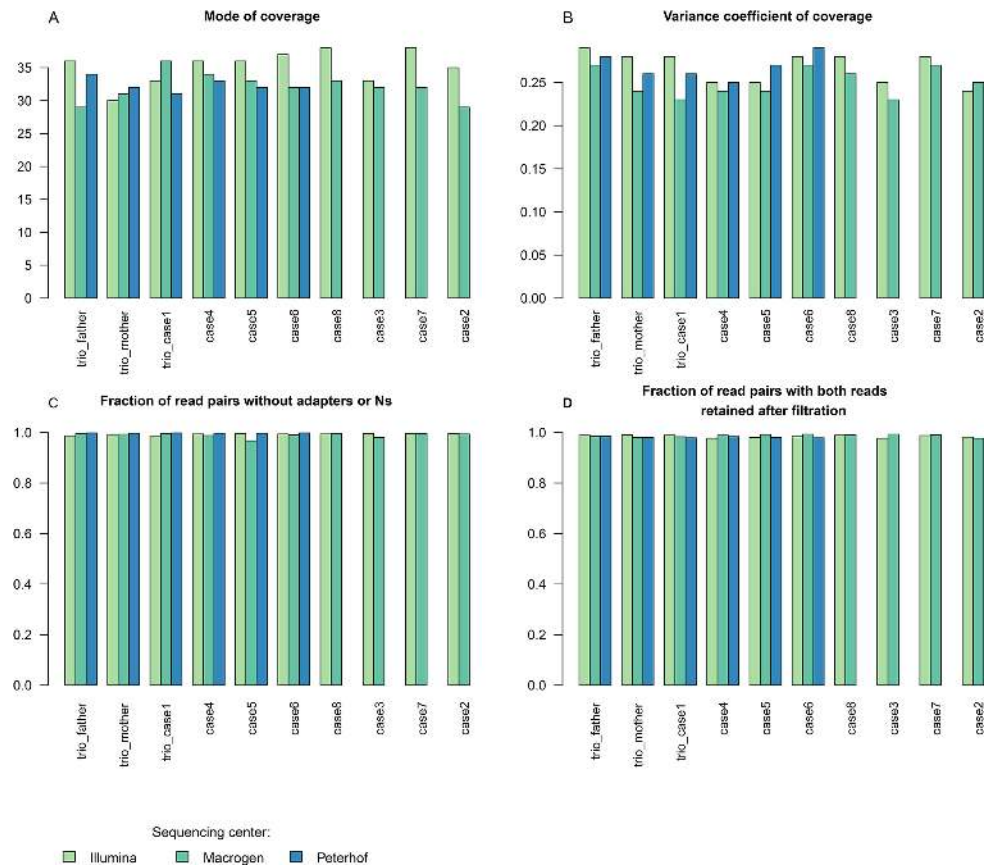 A
Mode of coverage
35
30
25
20
15
10
5
0
trio_father
trio_mother
trio_case1
case4
case5
case6
case8
case3
case7
case2
B
Variance coefficient of coverage
0.25
0.20
0.15
0.10
0.05
0.00
trio_father
trio_mother
trio_case1
case4
case5
case6
case8
case3
case7
case2
C
Fraction of read pairs without adapters or Ns
1.0
0.8
0.6
0.4
0.2
0.0
trio_father
trio_mother
trio_case1
case4
case5
case6
case8
case3
case7
case2
D
Fraction of read pairs with both reads
retained after filtration
1.0
0.8
0.6
0.4
0.2
0.0
trio_father
trio_mother
trio_case1
case4
case5
case6
case8
case3
case7
case2
Sequencing center:
Illumina Macrogen Peterhof